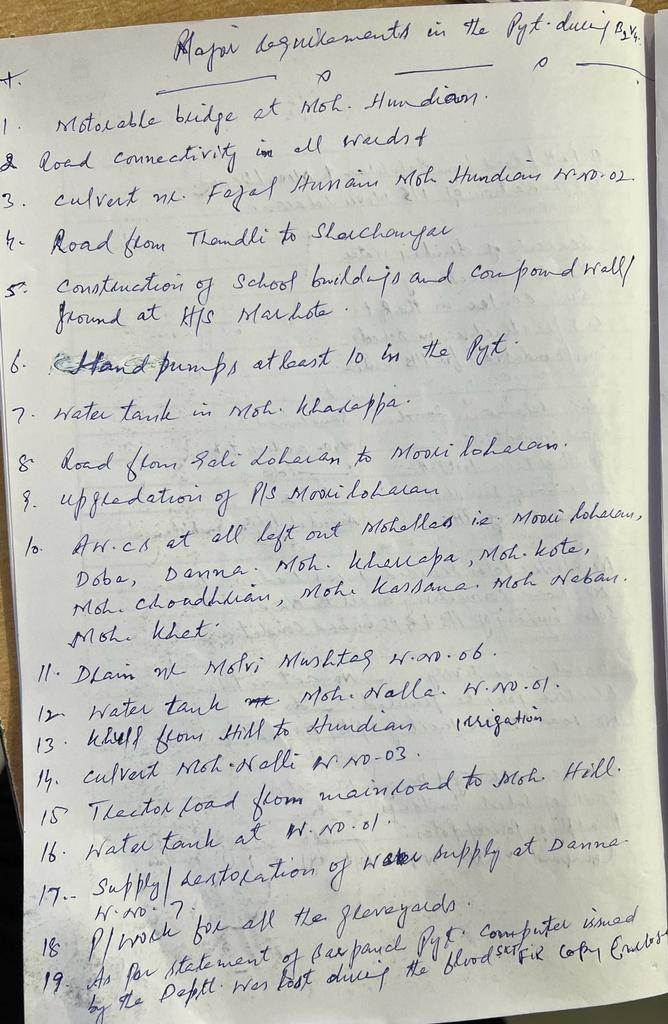 Major requirements in the Pyt. during B2V4.
1. Motorable bridge at Moh. Hundian.
2 Road connectivity in all wards
3. culvert nr. Fazal Hussain Moh Hundian W.No.02
4. Road from Thandli to Sherchangar
5. construction of School buildings and compound wall/
ground at H/S Marhote.
6. Hand pumps atleast 10 in the Pyt.
7. water tank in Moh. Kharappa.
8 Road from Gali Loharan to Moori loharan.
9. upgradation of P/S Moori loharan
10. AW.cs at all left out Mohellas i.e. Moori loharan,
Doba, Danna. Moh. Kharrapa, Moh. Kote,
Moh. Choudhrian, Moh. Kassana. Moh Naban.
Moh. Khet.
11. Drain nr Molvi Mushtaq W.No.06.
12 water tank Moh. Nalla. W.No.01.
13. Khull from Hill to Hundian irrigation
14. culvert Moh. Nalli W No-03.
15 Tractor road from mainroad to Moh. Hill.
16. Water tank at W.No.01.
17.. Supply/restoration of water supply at Danna.
W.No.7.
18 P/work for all the graveyards.
19. As Per statement of Sarpanch Pyt. Computer issued
by the Deptt. was lost during the flood FIR Copy Enclos